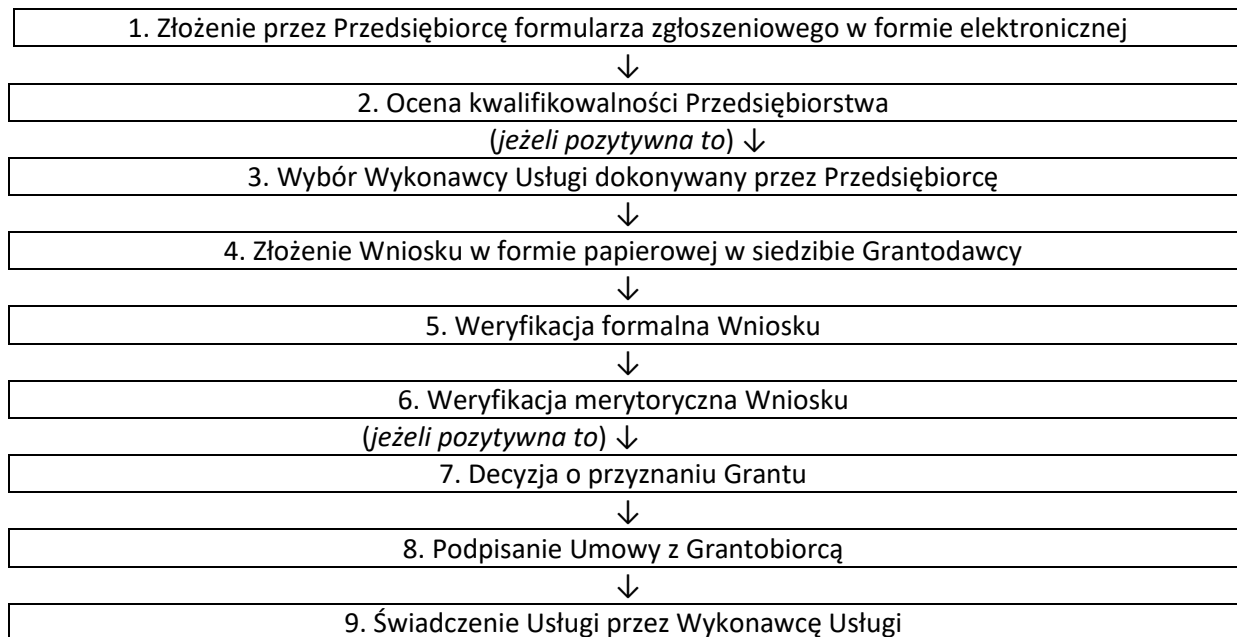 1. Złożenie przez Przedsiębiorcę formularza zgłoszeniowego w formie elektronicznej
↓
2. Ocena kwalifikowalności Przedsiębiorstwa
(jeżeli pozytywna to) ↓
3. Wybór Wykonawcy Usługi dokonywany przez Przedsiębiorcę
↓
4. Złożenie Wniosku w formie papierowej w siedzibie Grantodawcy
↓
5. Weryfikacja formalna Wniosku
↓
6. Weryfikacja merytoryczna Wniosku
(jeżeli pozytywna to) ↓
7. Decyzja o przyznaniu Grantu
↓
8. Podpisanie Umowy z Grantobiorcą
↓
9. Świadczenie Usługi przez Wykonawcę Usługi